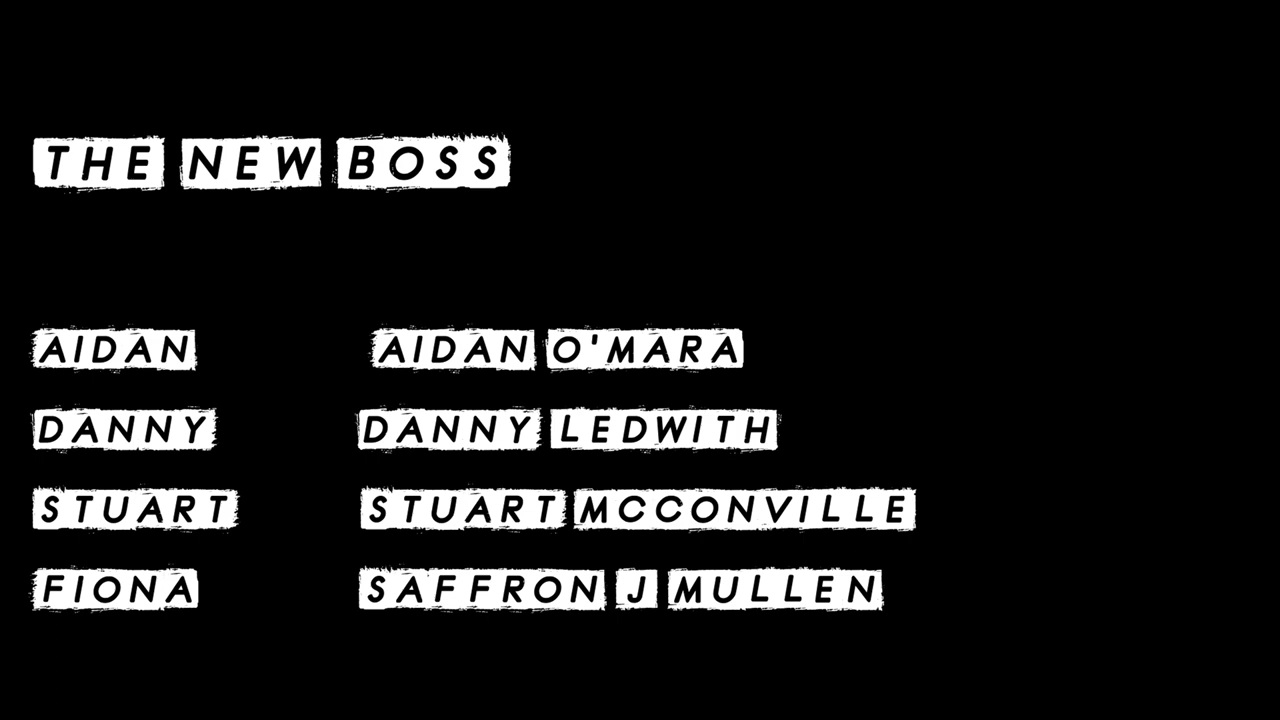 THE NEW BOSS
AIDAN AIDAN O'MARA
DANNY DANNY LEDWITH
STUART STUART MCCONVILLE
FIONA SAFFRON J MULLEN